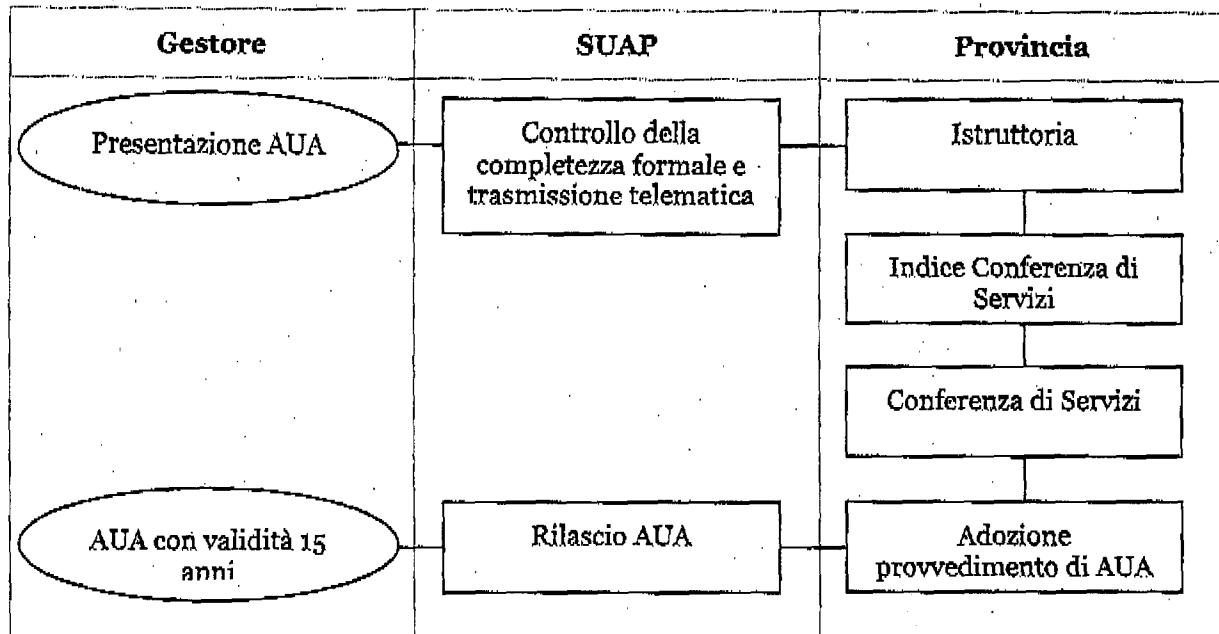 Gestore
SUAP
Provincia
Presentazione AUA
Controllo della
completezza formale e
trasmissione telematica
Istruttoria
Indice Conferenza di
Servizi
Conferenza di Servizi
AUA con validità 15
anni
Rilascio AUA
Adozione
provvedimento di AUA